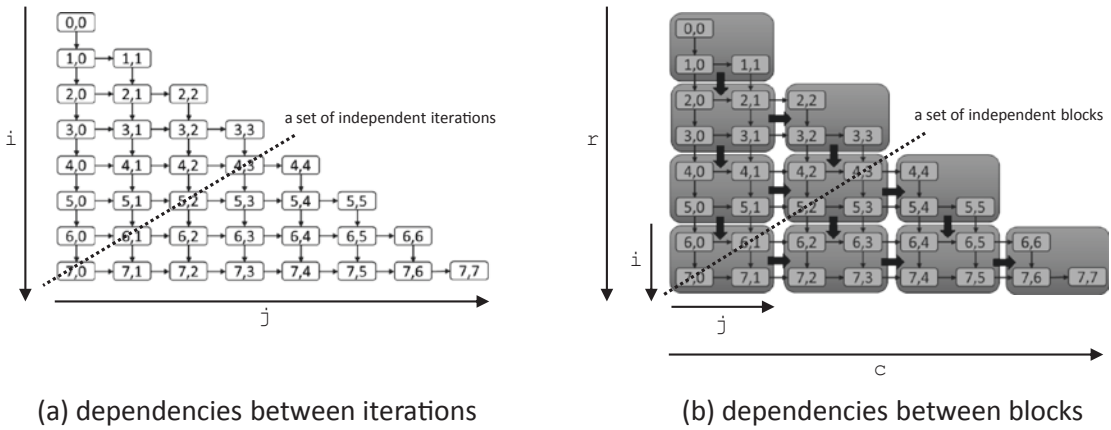 i
0,0
1,0 1,1
2,0 2,1 2,2
3,0 3,1 3,2 3,3
4,0 4,1 4,2 4,3 4,4
5,0 5,1 5,2 5,3 5,4 5,5
6,0 6,1 6,2 6,3 6,4 6,5 6,6
7,0 7,1 7,2 7,3 7,4 7,5 7,6 7,7
a set of independent iterations
j
(a) dependencies between iterations
r
0,0
1,0 1,1
2,0 2,1 2,2
3,0 3,1 3,2 3,3
4,0 4,1 4,2 4,3 4,4
5,0 5,1 5,2 5,3 5,4 5,5
6,0 6,1 6,2 6,3 6,4 6,5 6,6
7,0 7,1 7,2 7,3 7,4 7,5 7,6 7,7
a set of independent blocks
i
j
c
(b) dependencies between blocks